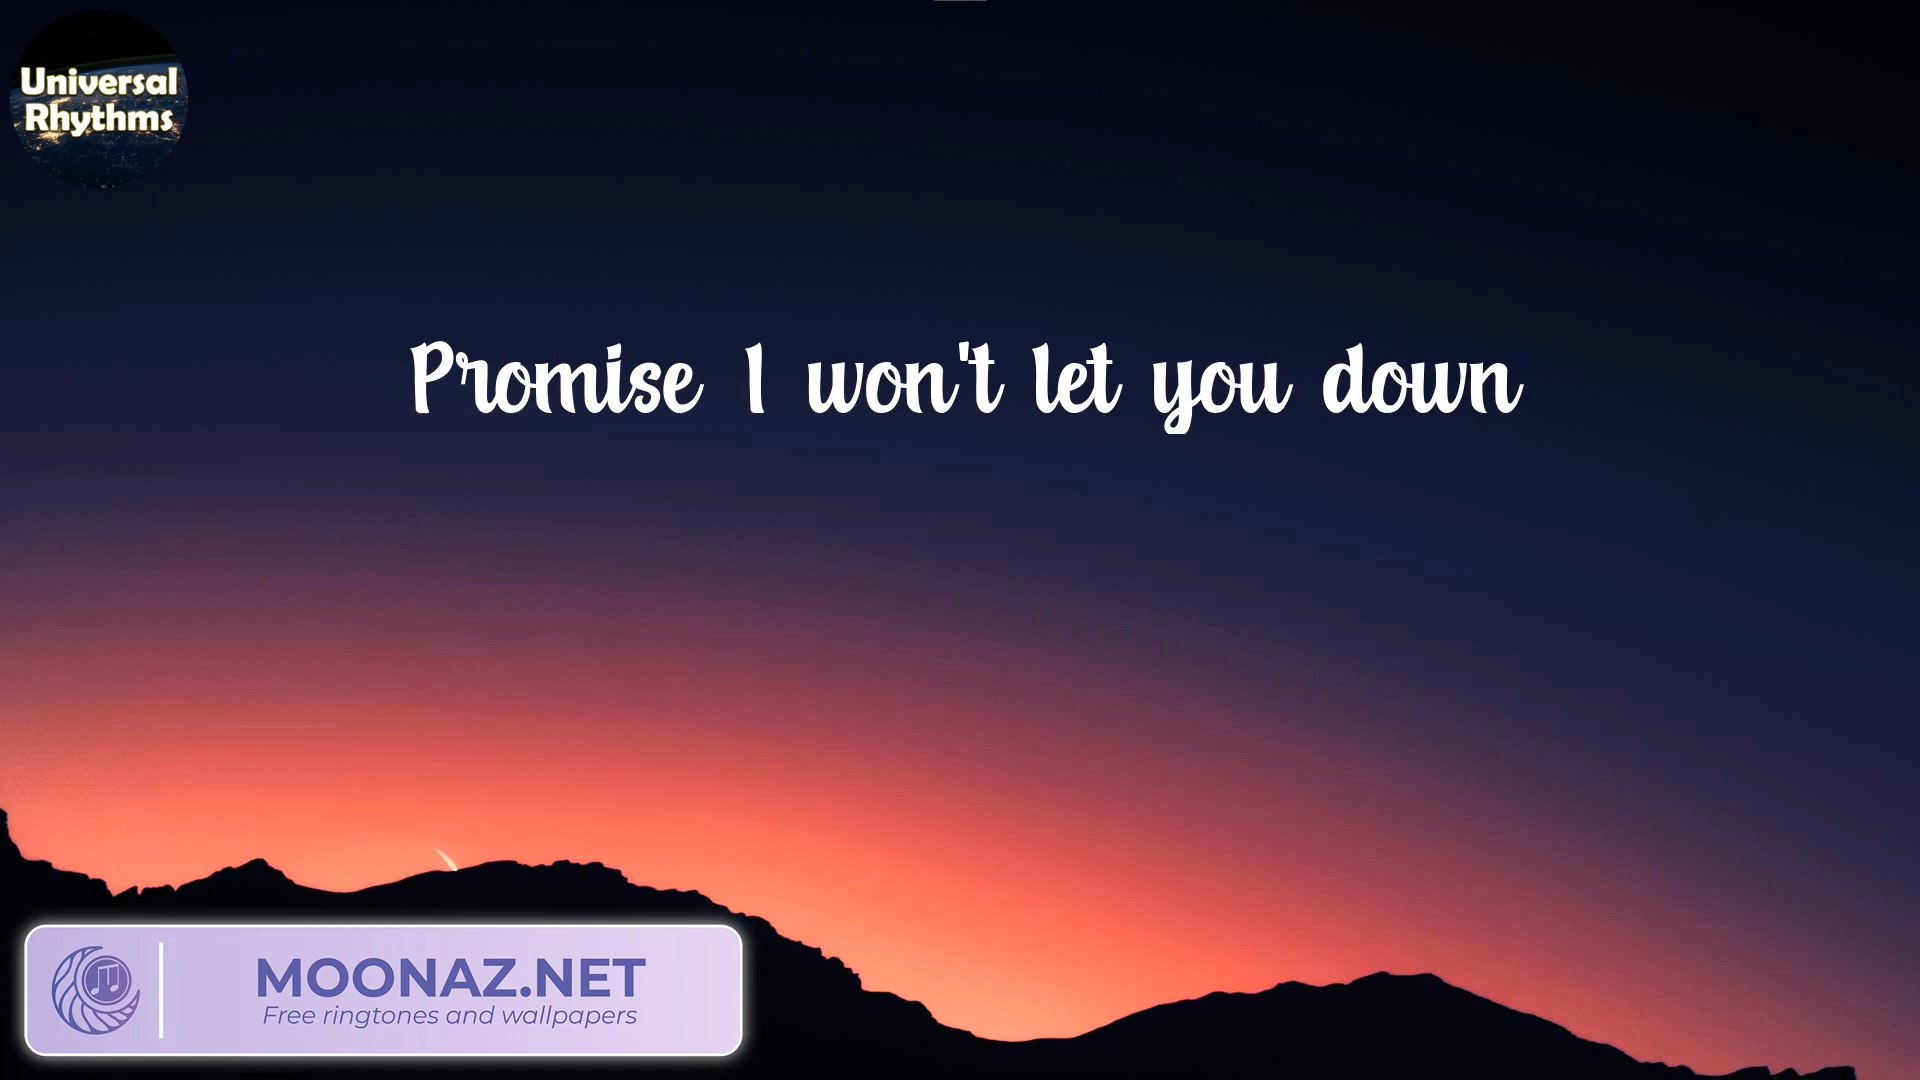 Universal
Rhythms
Promise I won't let you down
MOONAZ.NET
Free ringtones and wallpapers